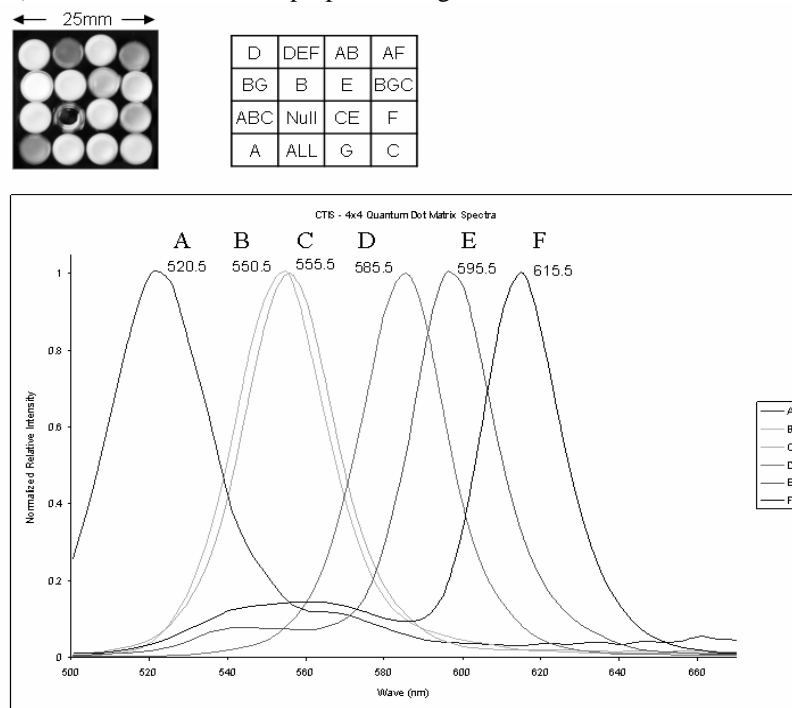 25mm
D DEF AB AF
BG B E BGC
ABC Null CE F
A ALL G C
CTIS - 4x4 Quantum Dot Matrix Spectra
A B C D E F
520.5 550.5 555.5 585.5 595.5 615.5
Normalized Relative Intensity
1
0.8
0.6
0.4
0.2
0
500 520 540 560 580 600 620 640 660
Wave (nm)
A
B
C
D
E
F